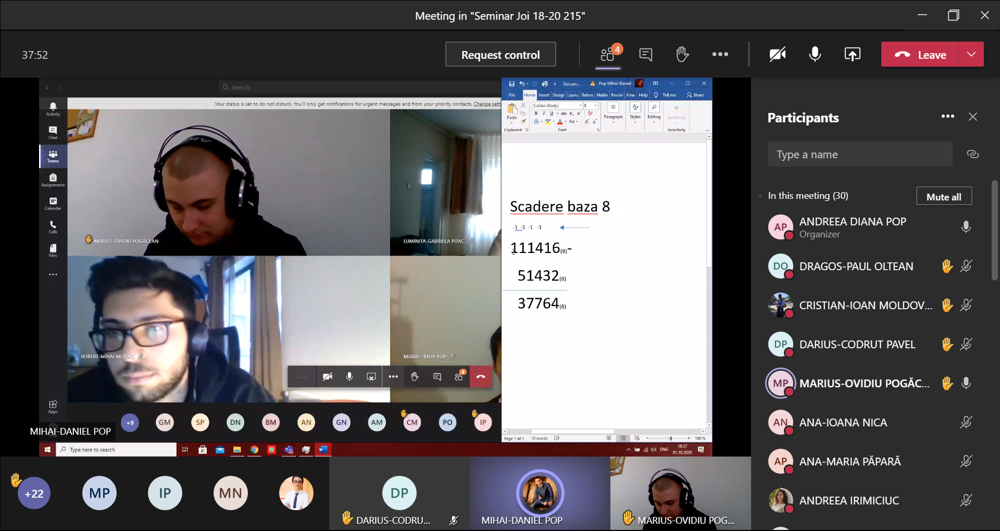 Meeting in "Seminar Joi 18-20 215"
37:52
Request control
4
Leave
Search
Your status is set to do not disturb. You'll only get notifications for urgent messages and from your priority contacts. Change sett
Activity
Chat
Teams
Assignments
Calendar
Calls
Files
Apps
MARIUS-OVIDIU POGĂCEAN
LUMINITA-GABRIELA PITAC
ROBERT-MIHAI MORAT
MARIA - IULIA POP
4
+9
GM
SP
DN
BM
AN
GN
AM
CM
PO
IP
MIHAI-DANIEL POP
Docum...
Pop Mihai-Daniel
File Home Insert Design Layou Refere Mailin Review View Help Tell me Share
Paste
Calibri (Body) 8
B I U abc x₂ x²
A aby A Aa A A
Paragraph
Styles
Editing
Sensitivity
Clipboard Font Sensitivity
Scadere baza 8
-1 -1 -1 -1
111416(8)-
51432(8)
37764(8)
Page 1 of 1 10 words 160 %
Type here to search
ENG
18:37
01.10.2020
Participants
Type a name
In this meeting (30)
Mute all
AP
ANDREEA DIANA POP
Organizer
DO
DRAGOS-PAUL OLTEAN
CRISTIAN-IOAN MOLDOV...
DP
DARIUS-CODRUT PAVEL
MP
MARIUS-OVIDIU POGĂC...
AN
ANA-IOANA NICA
AP
ANA-MARIA PĂPARĂ
ANDREEA IRIMICIUC
+22
MP
IP
MN
DP
DARIUS-CODRU...
MIHAI-DANIEL POP
MARIUS-OVIDIU POG...